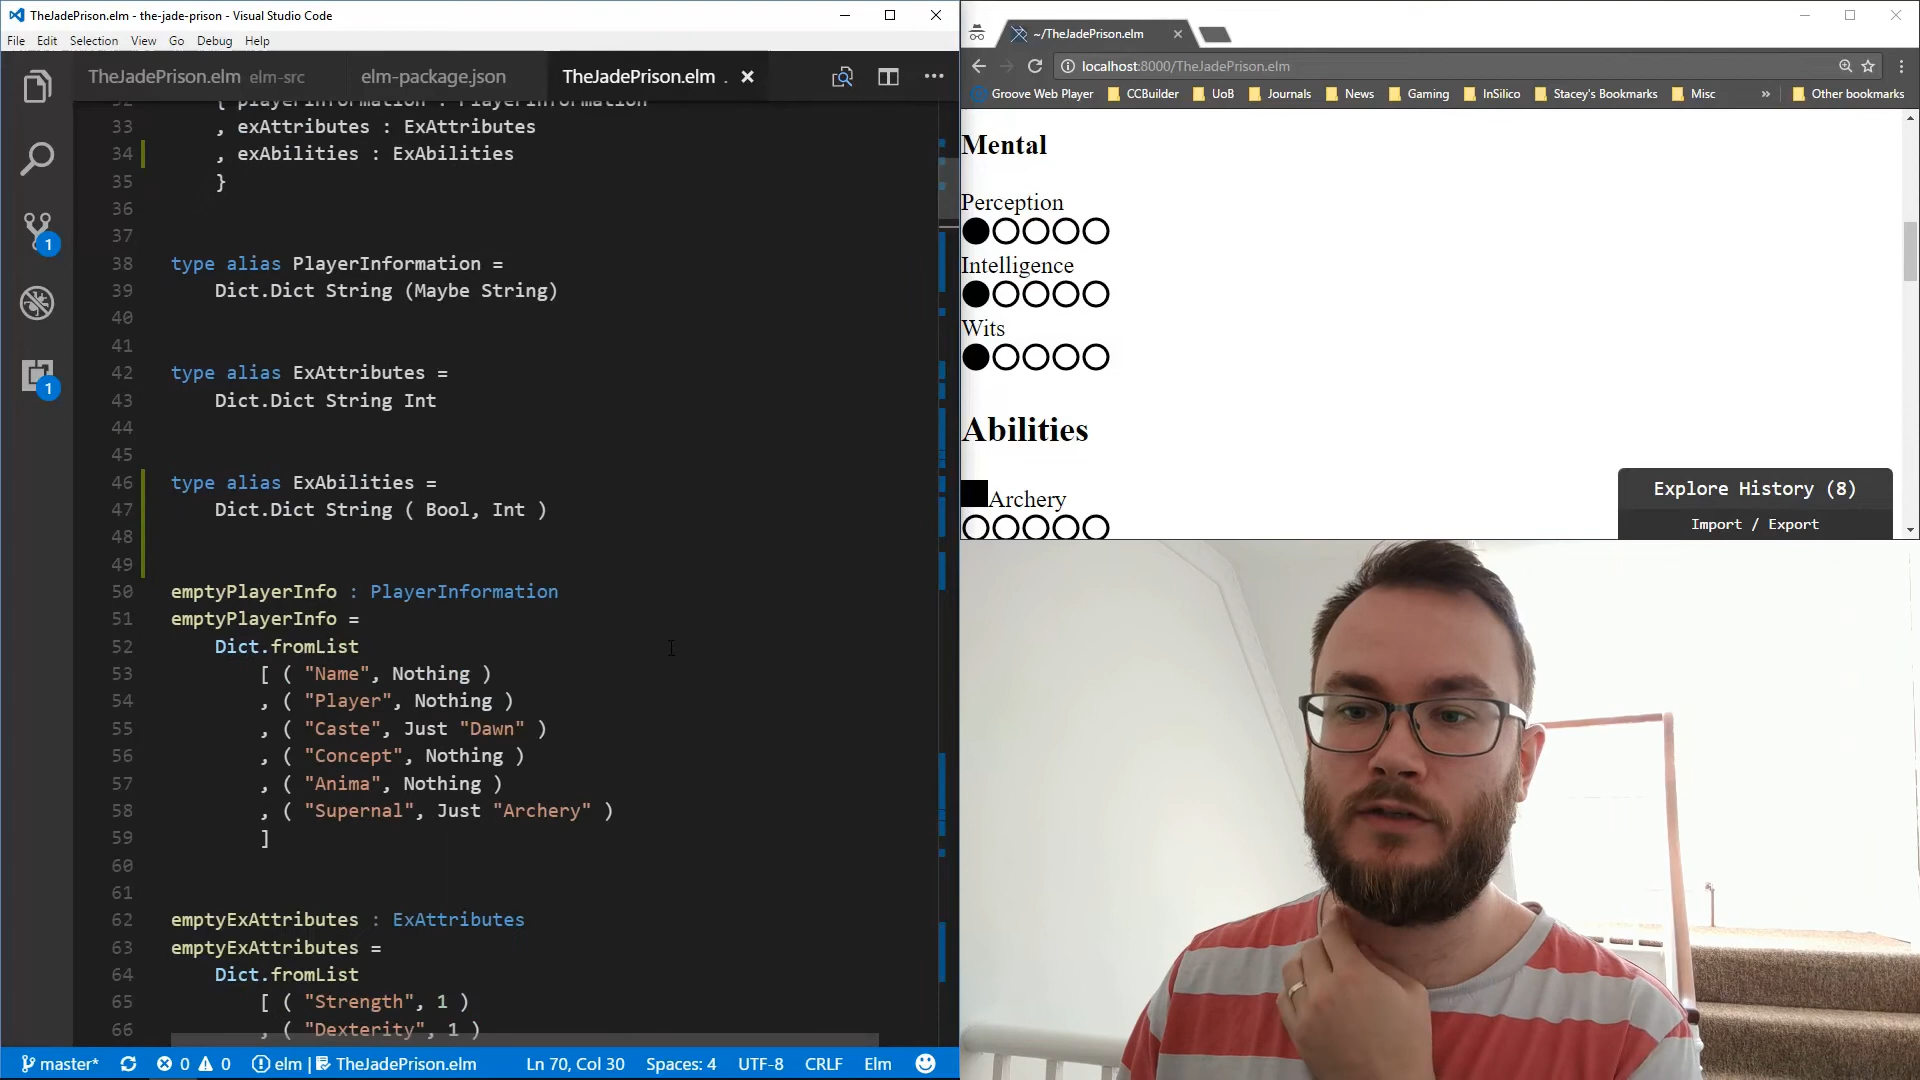 TheJadePrison.elm - the-jade-prison - Visual Studio Code
File Edit Selection View Go Debug Help
TheJadePrison.elm elm-src
elm-package.json
TheJadePrison.elm .
32 { playerInformation : PlayerInformation
33 , exAttributes : ExAttributes
34 , exAbilities : ExAbilities
35 }
36
37
38 type alias PlayerInformation =
39 Dict.Dict String (Maybe String)
40
41
42 type alias ExAttributes =
43 Dict.Dict String Int
44
45
46 type alias ExAbilities =
47 Dict.Dict String ( Bool, Int )
48
49
50 emptyPlayerInfo : PlayerInformation
51 emptyPlayerInfo =
52 Dict.fromList
53 [ ( "Name", Nothing )
54 , ( "Player", Nothing )
55 , ( "Caste", Just "Dawn" )
56 , ( "Concept", Nothing )
57 , ( "Anima", Nothing )
58 , ( "Supernal", Just "Archery" )
59 ]
60
61
62 emptyExAttributes : ExAttributes
63 emptyExAttributes =
64 Dict.fromList
65 [ ( "Strength", 1 )
66 , ( "Dexterity", 1 )
1
1
master* 0 0 elm | TheJadePrison.elm Ln 70, Col 30 Spaces: 4 UTF-8 CRLF Elm
~/TheJadePrison.elm
localhost:8000/TheJadePrison.elm
Groove Web Player CCBuilder UoB Journals News Gaming InSilico Stacey's Bookmarks Misc » Other bookmarks
Mental
Perception
Intelligence
Wits
Abilities
Archery
Explore History (8)
Import / Export